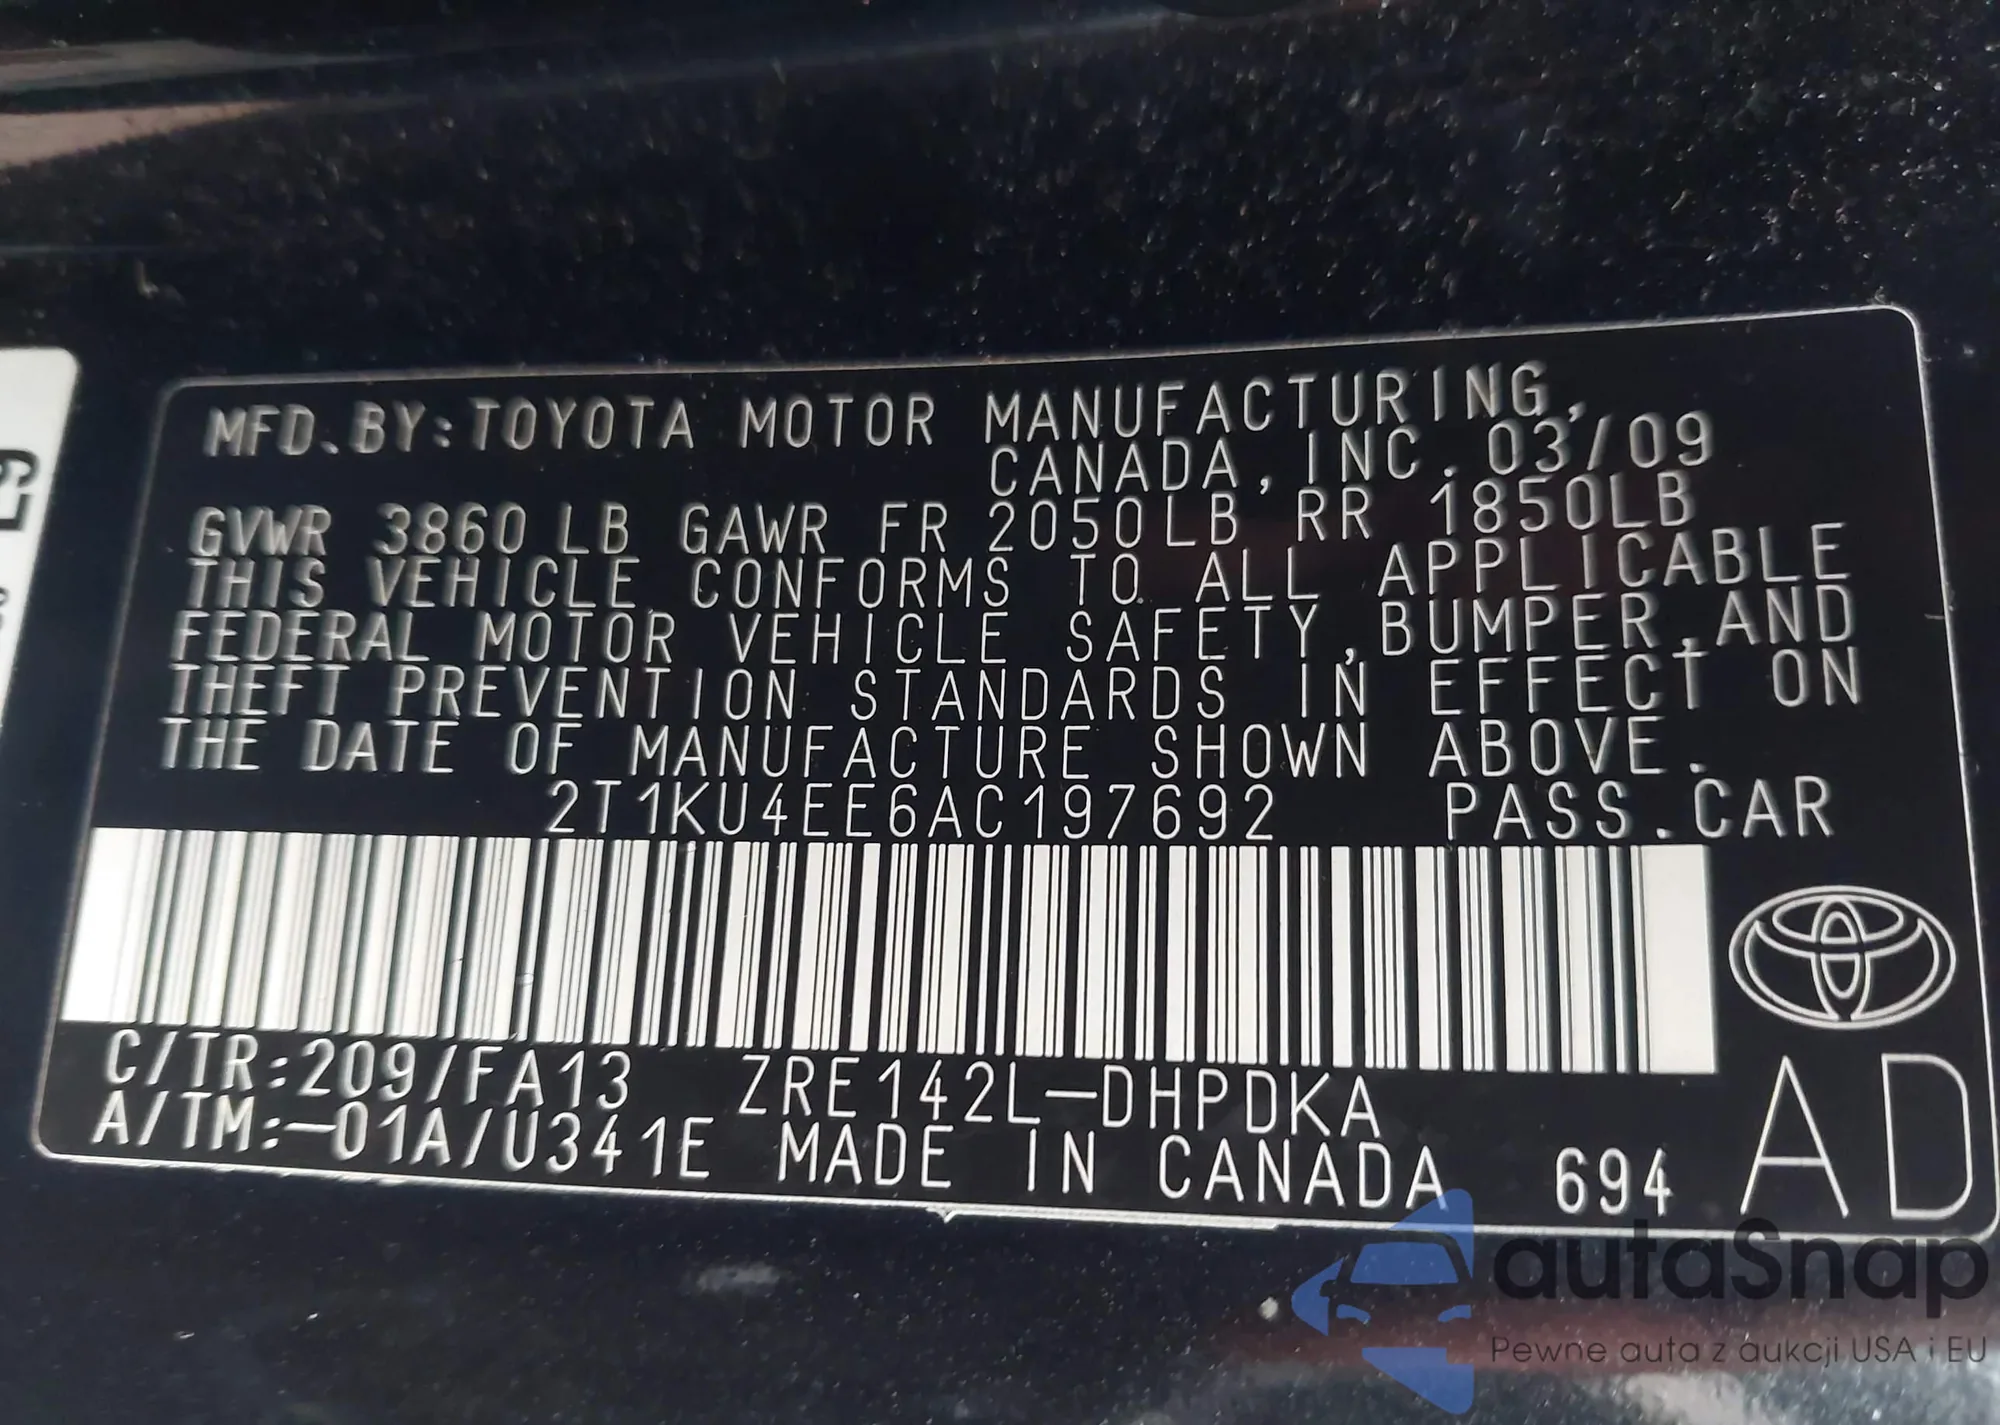 MFD.BY:TOYOTA MOTOR MANUFACTURING,
CANADA, INC. 03/09
GVWR 3860LB GAWR FR 2050LB RR 1850LB
THIS VEHICLE CONFORMS TO ALL APPLICABLE
FEDERAL MOTOR VEHICLE SAFETY, BUMPER, AND
THEFT PREVENTION STANDARDS IN EFFECT ON
THE DATE OF MANUFACTURE SHOWN ABOVE.
2T1KU4EE6AC197692 PASS.CAR
C/TR:209/FA13 ZRE142L-DHPDKA
A/TM:-01A/U341E MADE IN CANADA 694
AD
autaSnap
Pewne auta z aukcji USA i EU